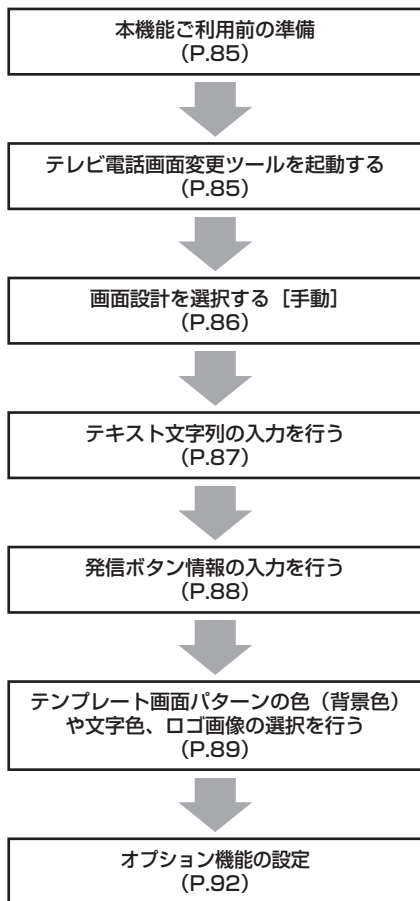 本機能ご利用前の準備
(P.85)
テレビ電話画面変更ツールを起動する
(P.85)
画面設計を選択する［手動］
(P.86)
テキスト文字列の入力を行う
(P.87)
発信ボタン情報の入力を行う
(P.88)
テンプレート画面パターンの色（背景色）
や文字色、ロゴ画像の選択を行う
(P.89)
オプション機能の設定
(P.92)